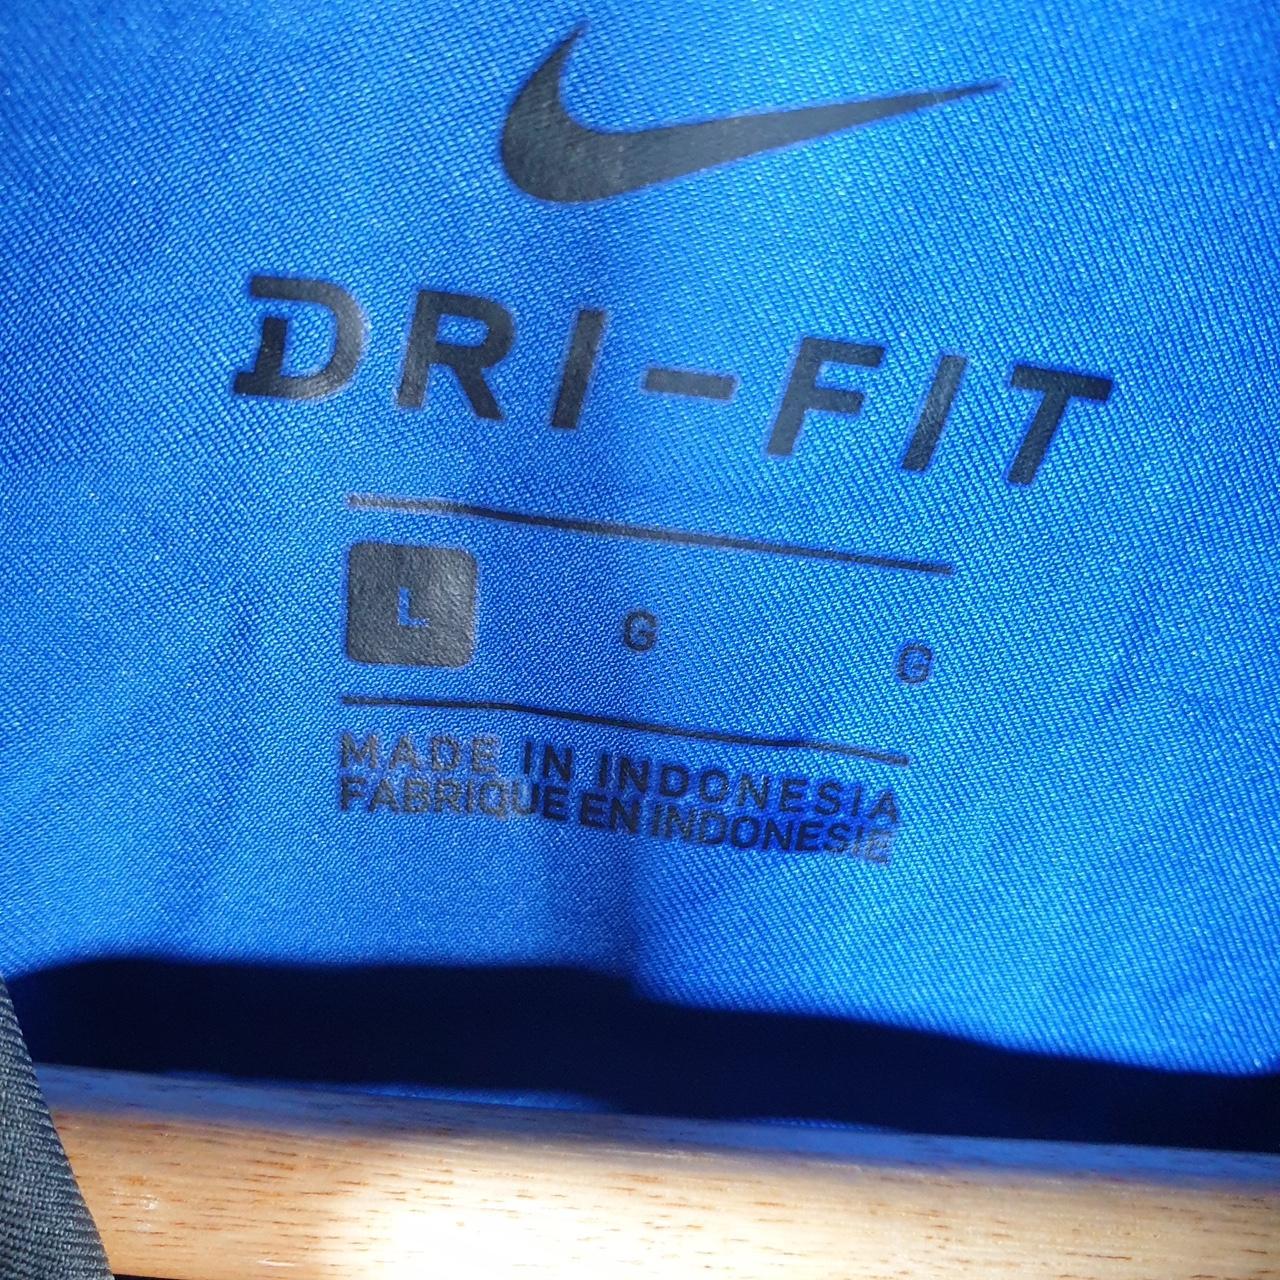 DRI-FIT
L G G
MADE IN INDONESIA
FABRIQUE EN INDONESIE